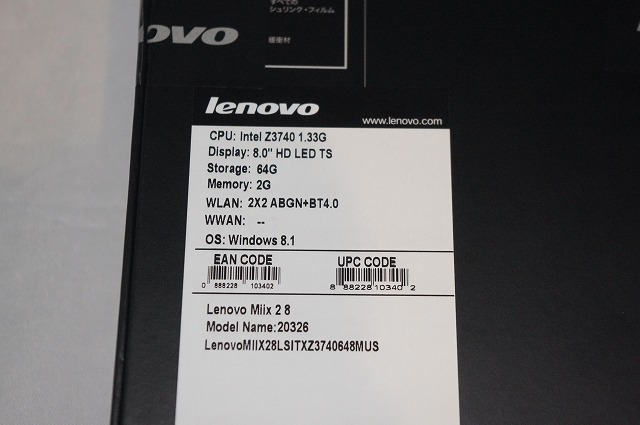 すべての
シュリンク・フィルム
緩衝材
OVO
lenovo
www.lenovo.com
CPU: Intel Z3740 1.33G
Display: 8.0" HD LED TS
Storage: 64G
Memory: 2G
WLAN: 2X2 ABGN+BT4.0
WWAN: --
OS: Windows 8.1
EAN CODE
UPC CODE
0 888228 103402
8 88228 10340 2
Lenovo Miix 2 8
Model Name:20326
LenovoMIIX28LSITXZ3740648MUS